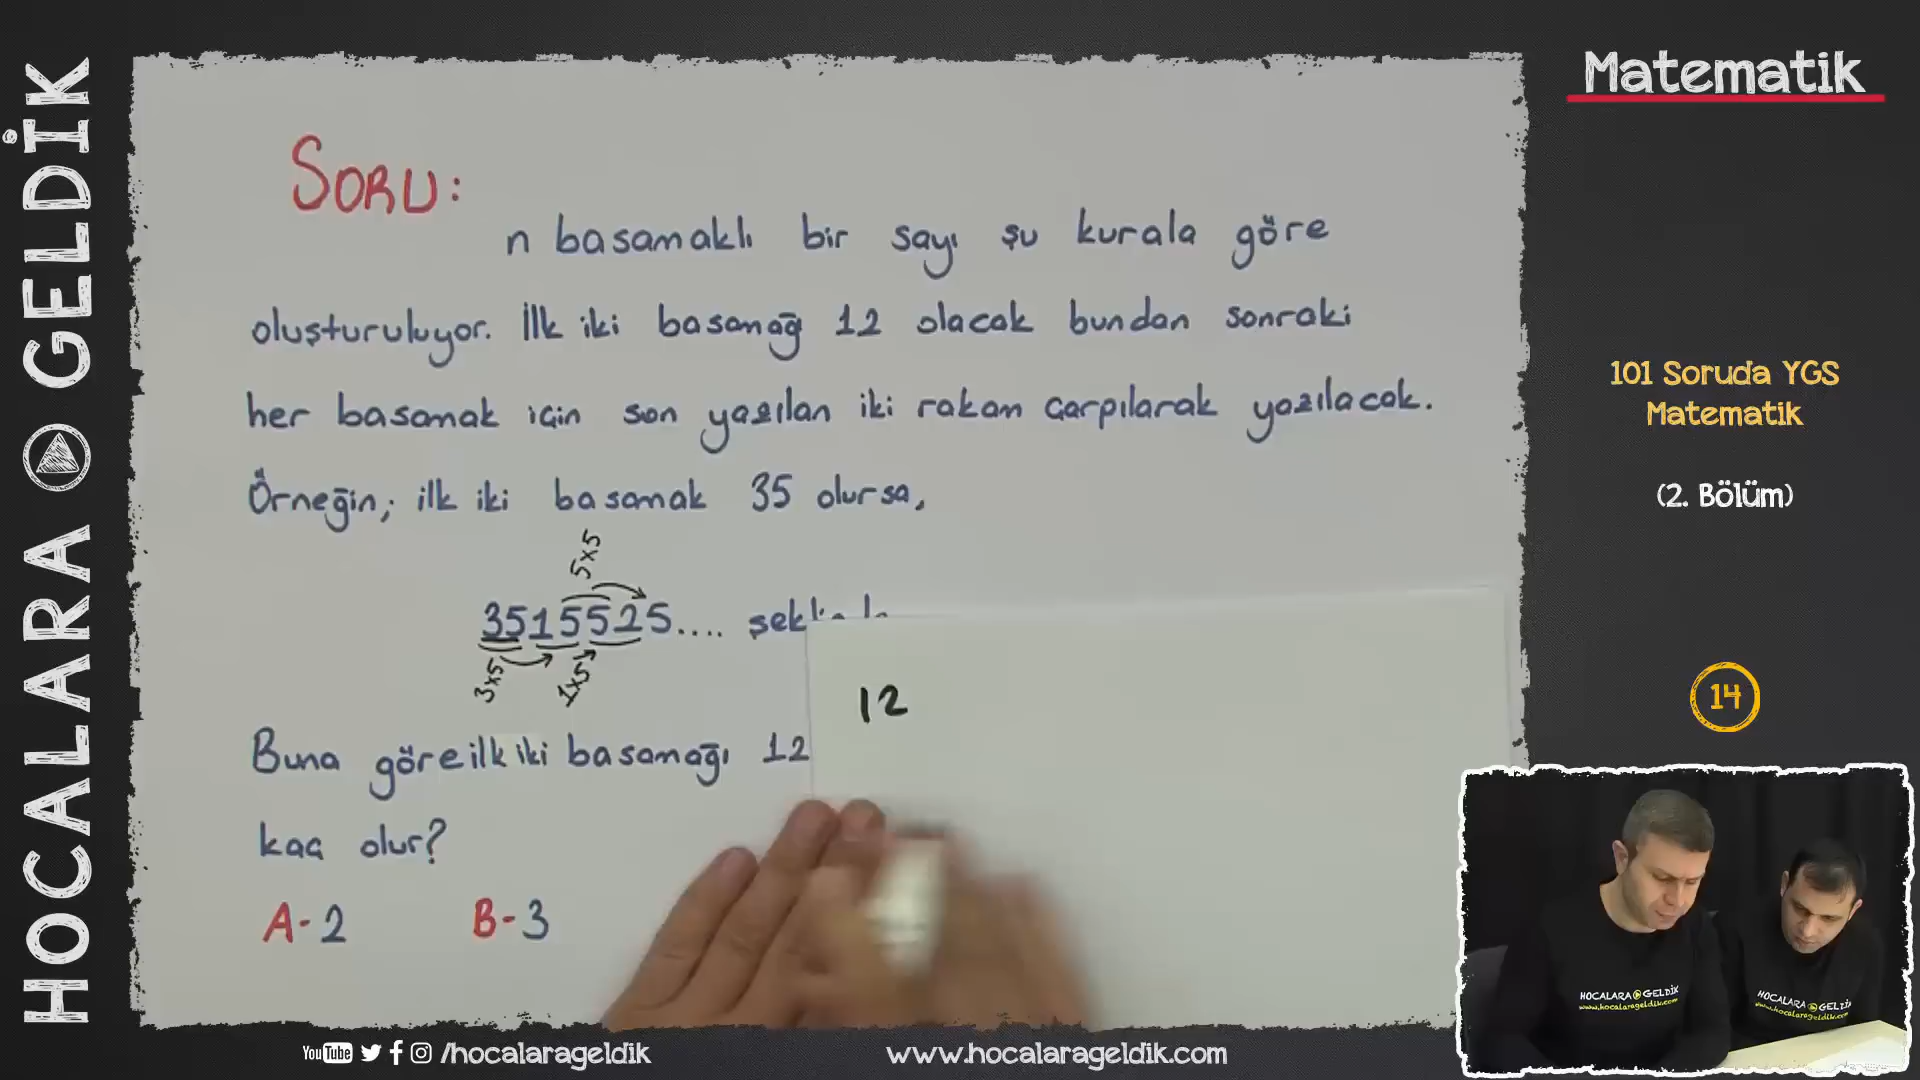 HOCALARA GELDİK
Matematik
SORU:
n basamaklı bir sayı şu kurala göre
oluşturuluyor. İlk iki basamağı 12 olacak bundan sonraki
her basamak için son yazılan iki rakam çarpılarak yazılacak.
Örneğin; ilk iki basamak 35 olursa,
5x5
3515525....
3x5 1x5
12
Buna göre ilk iki basamağı 12
kaç olur?
A-2 B-3
101 Soruda YGS
Matematik
(2. Bölüm)
14
HOCALARA GELDİK
www.hocalarageldik.com
HOCALARA GELDİK
www.hocalarageldik.com
YouTube /hocalarageldik www.hocalarageldik.com